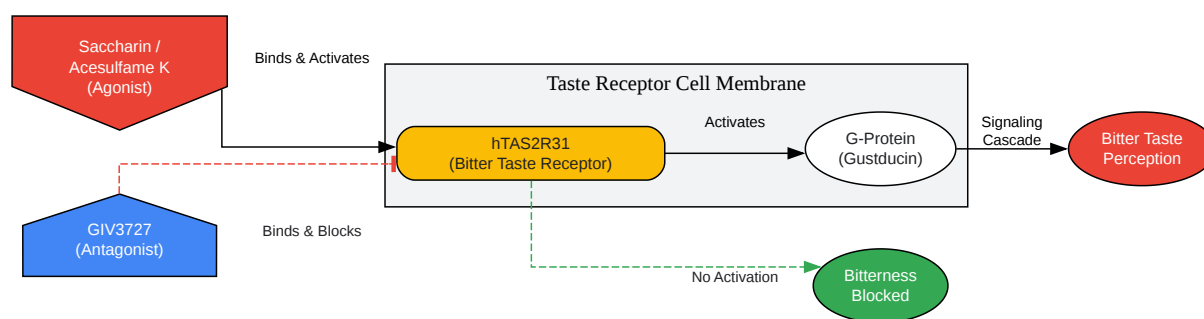 Saccharin /
Acesulfame K
(Agonist)
Binds & Activates
Taste Receptor Cell Membrane
hTAS2R31
(Bitter Taste Receptor)
Activates
G-Protein
(Gustducin)
Signaling
Cascade
Bitter Taste
Perception
GIV3727
(Antagonist)
Binds & Blocks
No Activation
Bitterness
Blocked